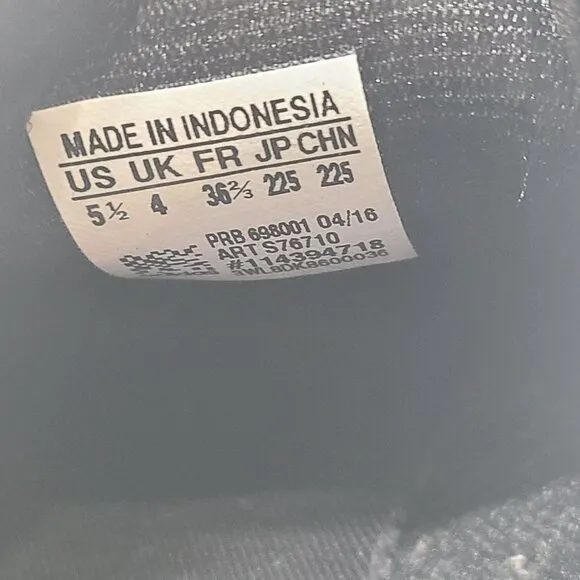 MADE IN INDONESIA
US UK FR JP CHN
5½ 4 36⅔ 225 225
PRB 698001 04/16
ART S76710
#114394718
1WL8DK8600036